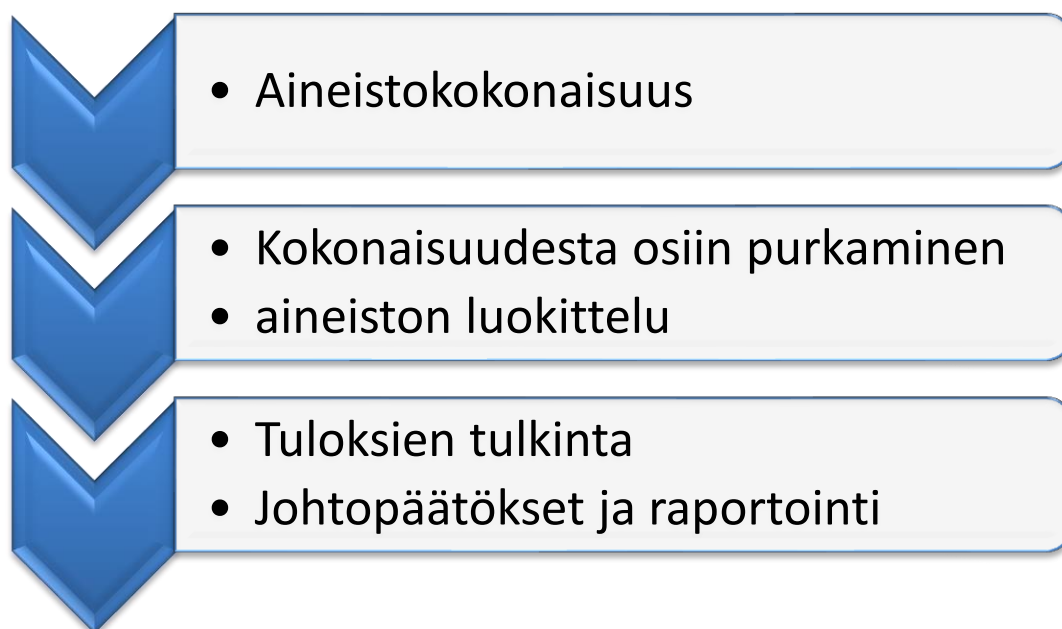 • Aineistokokonaisuus
• Kokonaisuudesta osiin purkaminen
• aineiston luokittelu
• Tuloksien tulkinta
• Johtopäätökset ja raportointi